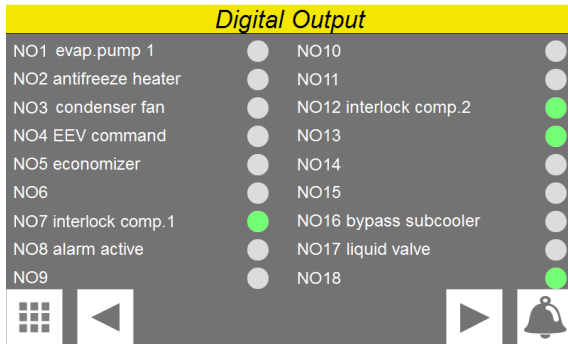 Digital Output
NO1 evap.pump 1
NO2 antifreeze heater
NO3 condenser fan
NO4 EEV command
NO5 economizer
NO6
NO7 interlock comp.1
NO8 alarm active
NO9
NO10
NO11
NO12 interlock comp.2
NO13
NO14
NO15
NO16 bypass subcooler
NO17 liquid valve
NO18